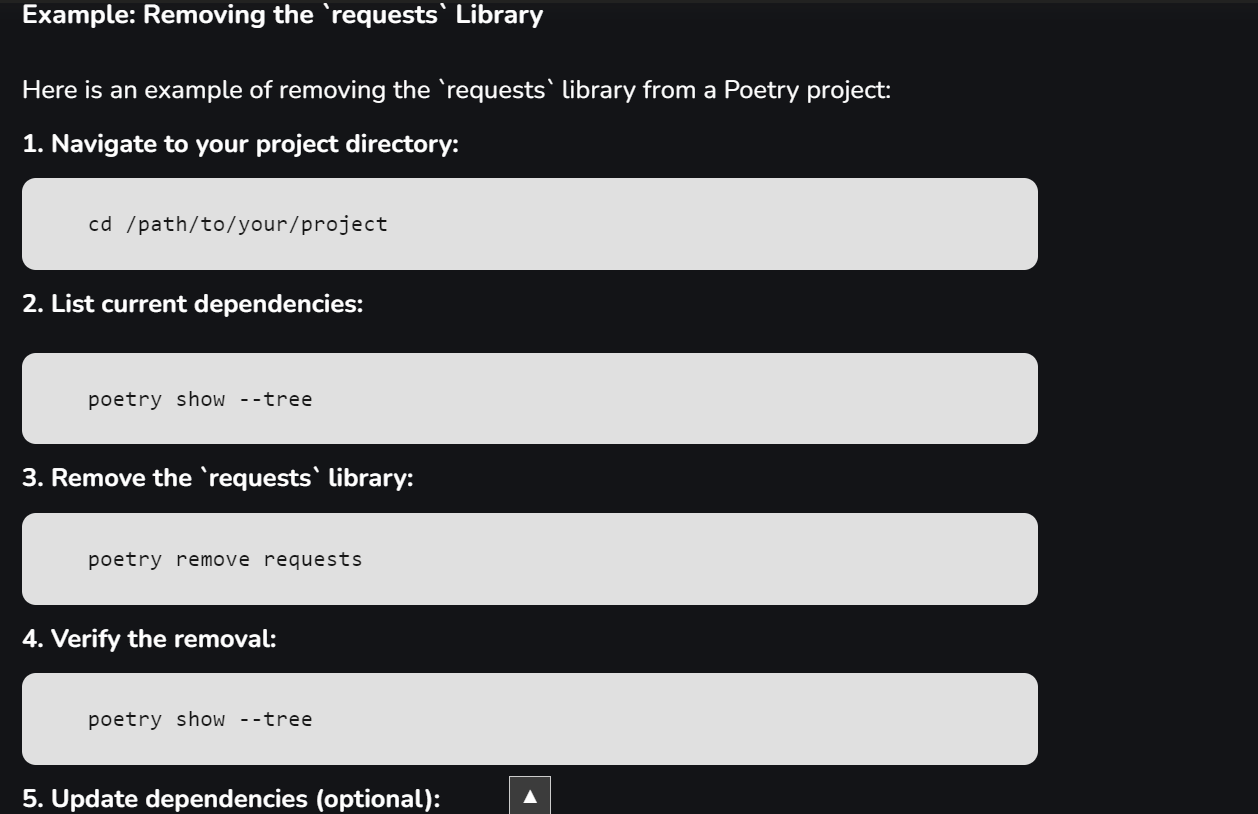 Example: Removing the `requests` Library
Here is an example of removing the `requests` library from a Poetry project:
1. Navigate to your project directory:
cd /path/to/your/project
2. List current dependencies:
poetry show --tree
3. Remove the `requests` library:
poetry remove requests
4. Verify the removal:
poetry show --tree
5. Update dependencies (optional):